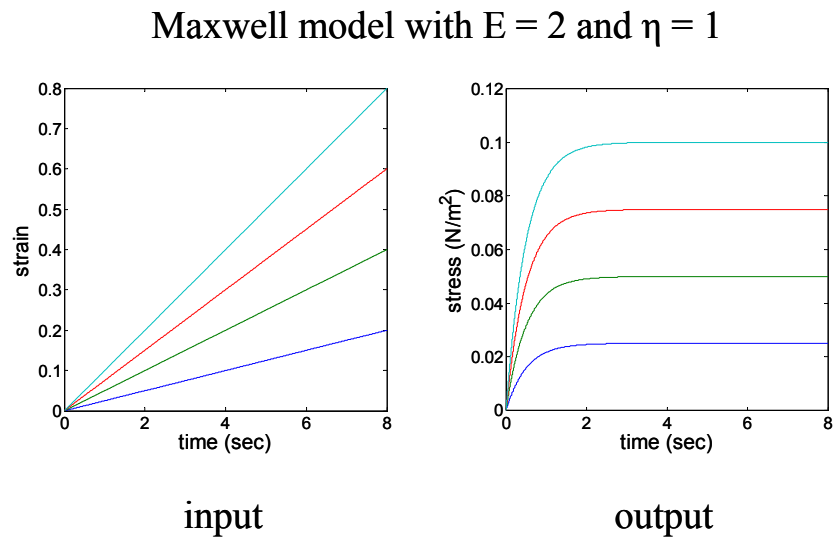 Maxwell model with E = 2 and η = 1
strain
0.8
0.7
0.6
0.5
0.4
0.3
0.2
0.1
0
0 2 4 6 8
time (sec)
input
stress (N/m²)
0.12
0.1
0.08
0.06
0.04
0.02
0
0 2 4 6 8
time (sec)
output